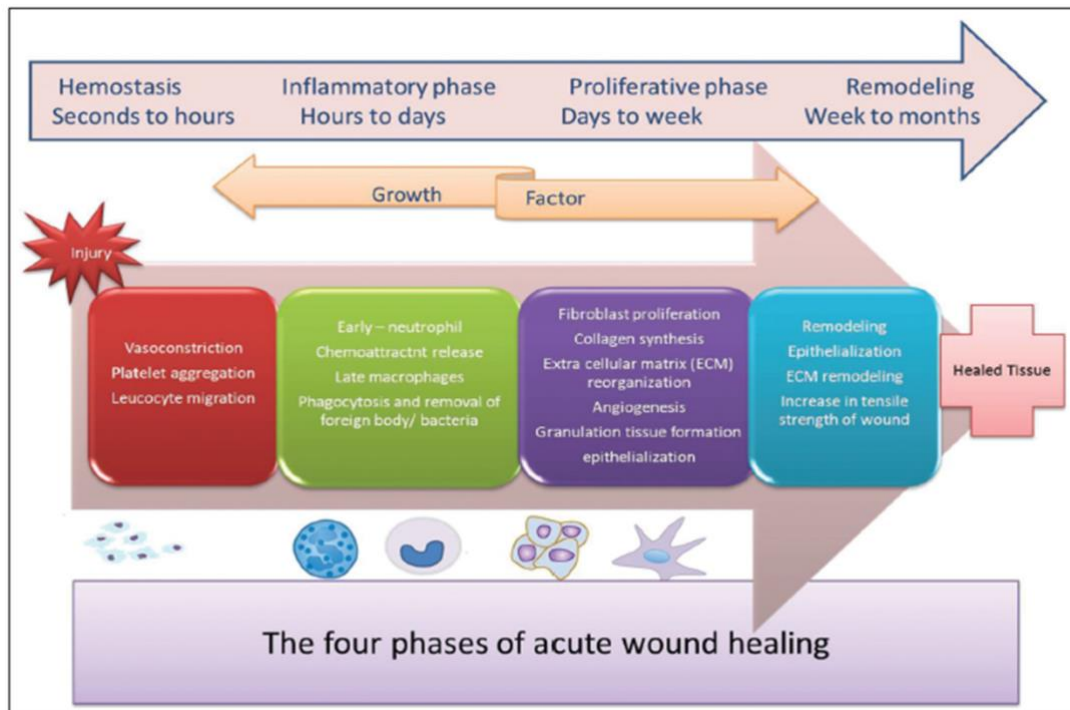 Hemostasis
Seconds to hours
Inflammatory phase
Hours to days
Proliferative phase
Days to week
Remodeling
Week to months
Growth
Factor
Injury
Vasoconstriction
Platelet aggregation
Leucocyte migration
Early – neutrophil
Chemoattractnt release
Late macrophages
Phagocytosis and removal of
foreign body/ bacteria
Fibroblast proliferation
Collagen synthesis
Extra cellular matrix (ECM)
reorganization
Angiogenesis
Granulation tissue formation
epithelialization
Remodeling
Epithelialization
ECM remodeling
Increase in tensile
strength of wound
Healed Tissue
The four phases of acute wound healing